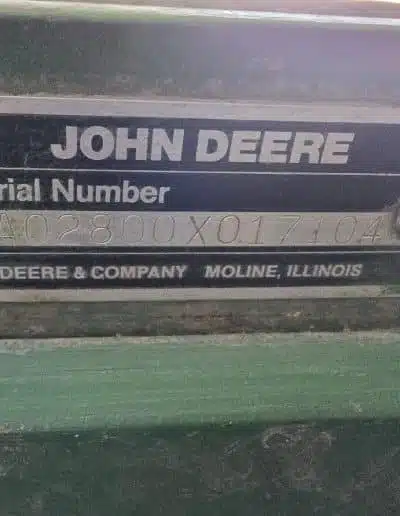 JOHN DEERE
rial Number
A02800X017104
DEERE & COMPANY MOLINE, ILLINOIS